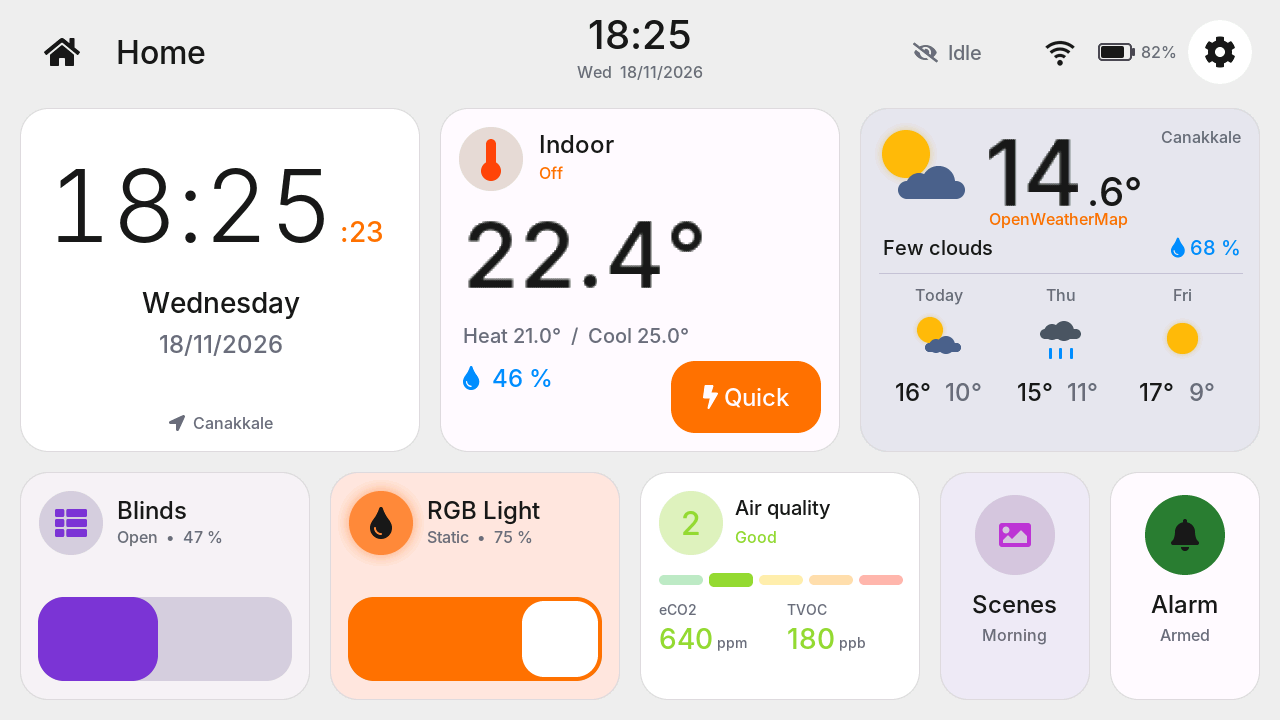 Home
18:25
Wed 18/11/2026
Idle
82%
18:25 :23
Wednesday
18/11/2026
Canakkale
Indoor
Off
22.4°
Heat 21.0° / Cool 25.0°
46 %
Quick
Canakkale
14.6°
OpenWeatherMap
Few clouds
68 %
Today Thu Fri
16° 10° 15° 11° 17° 9°
Blinds
Open • 47 %
RGB Light
Static • 75 %
2
Air quality
Good
eCO2 TVOC
640 ppm 180 ppb
Scenes
Morning
Alarm
Armed